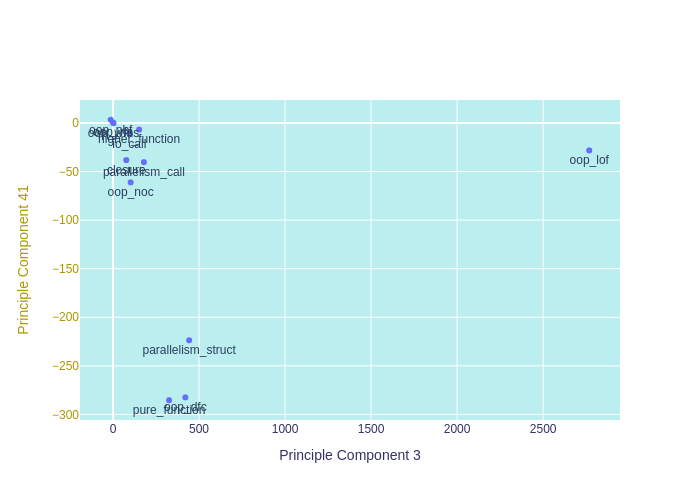 0
−50
−100
−150
−200
−250
−300
Principle Component 41
higher_function
io_call
closure
parallelism_call
oop_noc
oop_lof
parallelism_struct
oop_dfc
pure_function
0
500
1000
1500
2000
2500
Principle Component 3